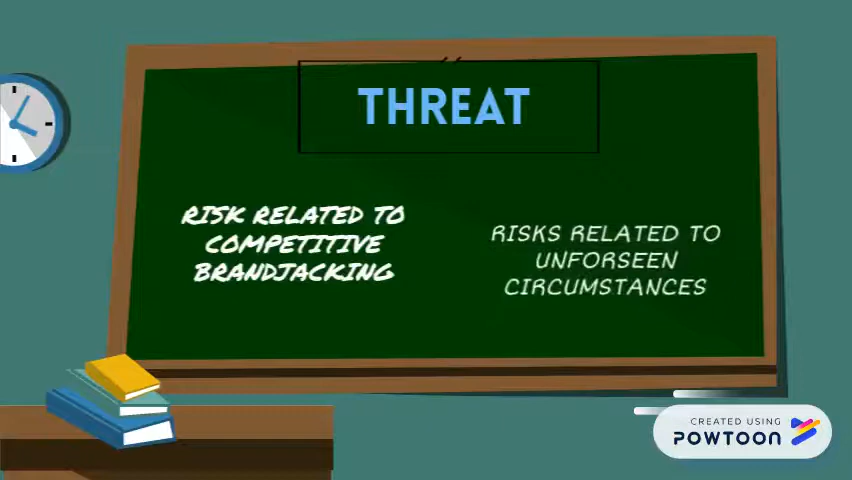 THREAT
RISK RELATED TO
COMPETITIVE
BRANDJACKING
RISKS RELATED TO
UNFORSEEN
CIRCUMSTANCES
CREATED USING
POWTOON